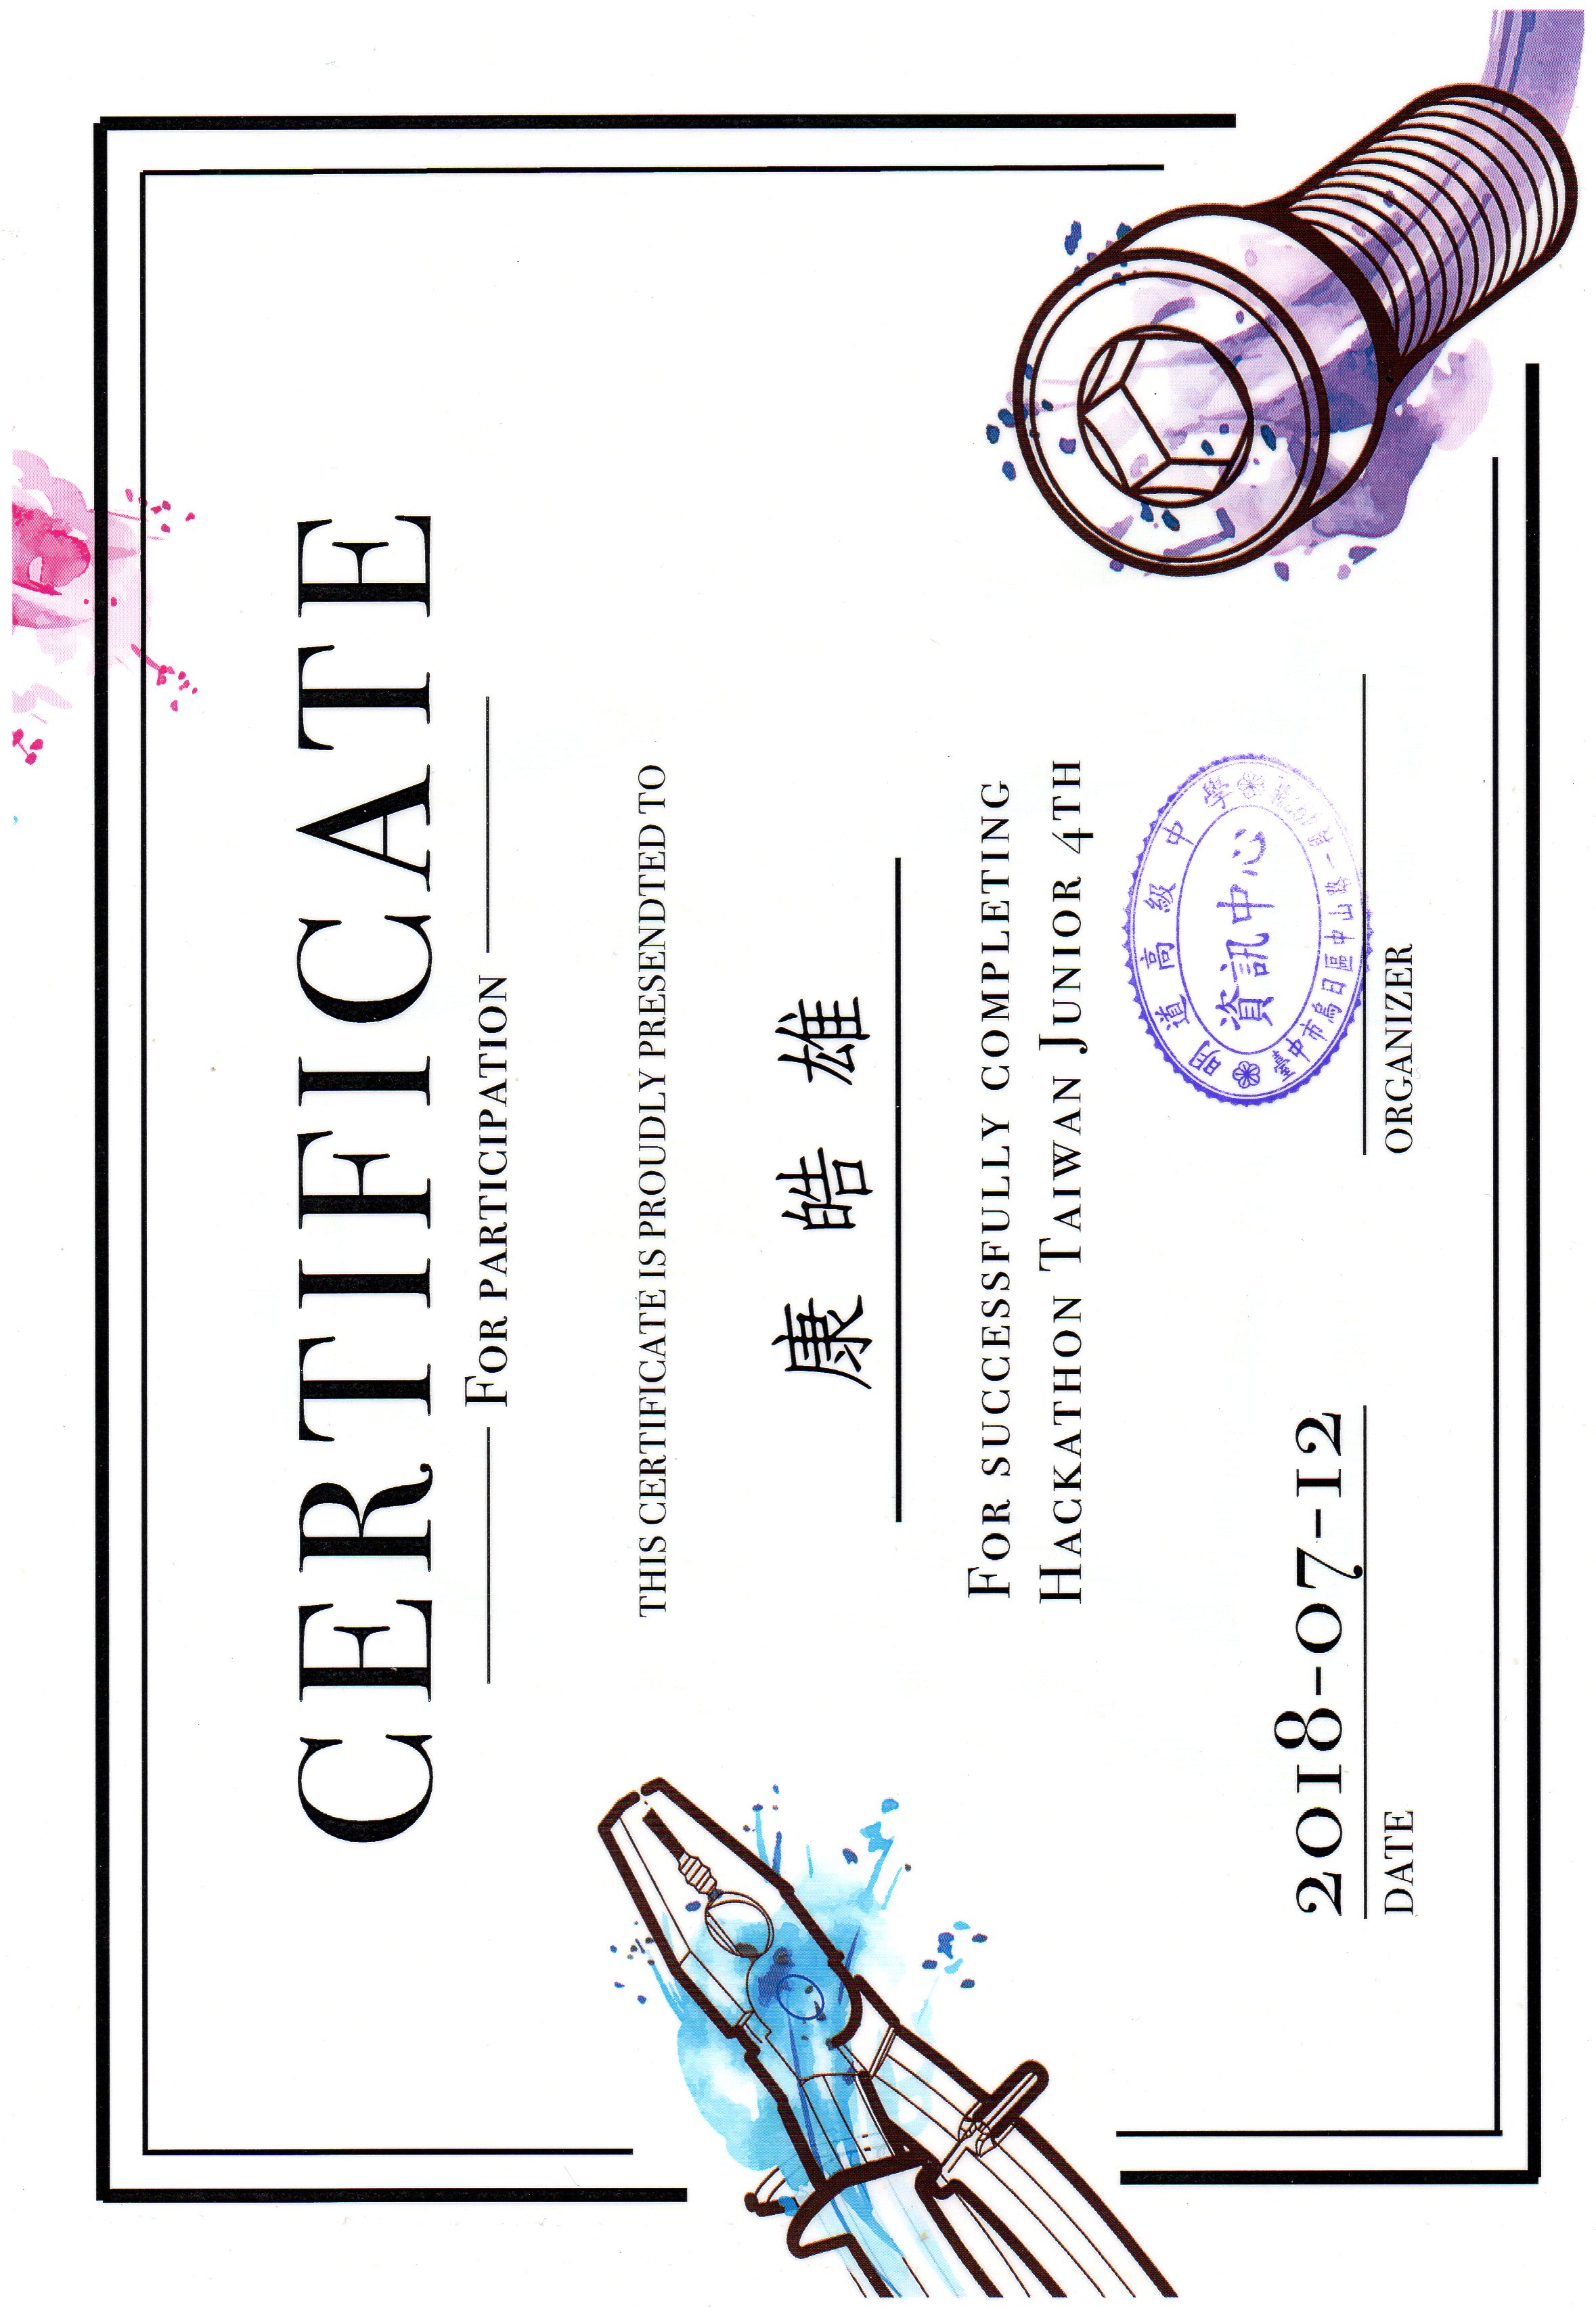 CERTIFICATE
FOR PARTICIPATION
THIS CERTIFICATE IS PROUDLY PRESENDTED TO
康皓雄
FOR SUCCESSFULLY COMPLETING
HACKATHON TAIWAN JUNIOR 4TH
明道高級中學
資訊中心
臺中市烏日區中山路一段
2018-07-12
DATE
ORGANIZER